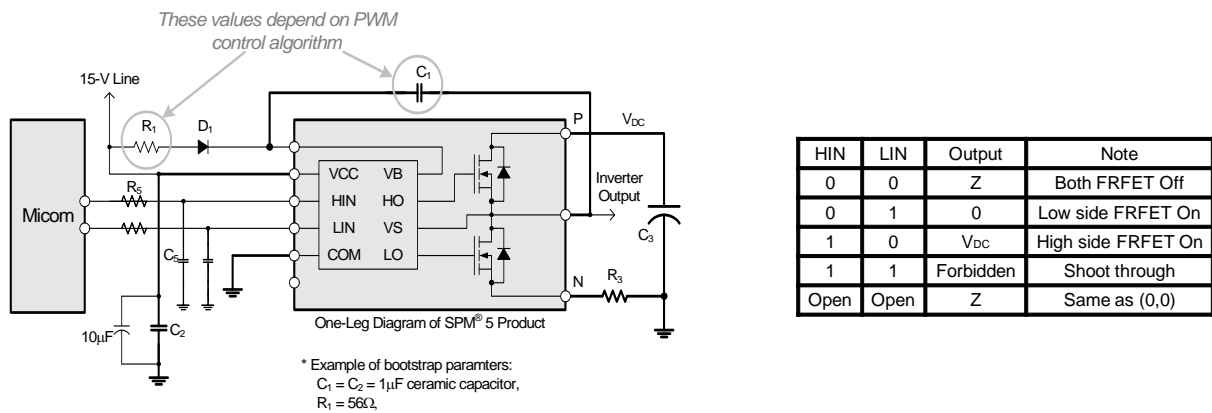 These values depend on PWM
control algorithm
15-V Line
C1
R1
D1
P
VDC
R5
VCC
VB
HIN
HO
Micom
LIN
VS
COM
LO
Inverter
Output
C3
C5
N
R3
10μF
C2
One-Leg Diagram of SPM® 5 Product
* Example of bootstrap paramters:
C1 = C2 = 1μF ceramic capacitor,
R1 = 56Ω,
HIN LIN Output Note
0 0 Z Both FRFET Off
0 1 0 Low side FRFET On
1 0 VDC High side FRFET On
1 1 Forbidden Shoot through
Open Open Z Same as (0,0)